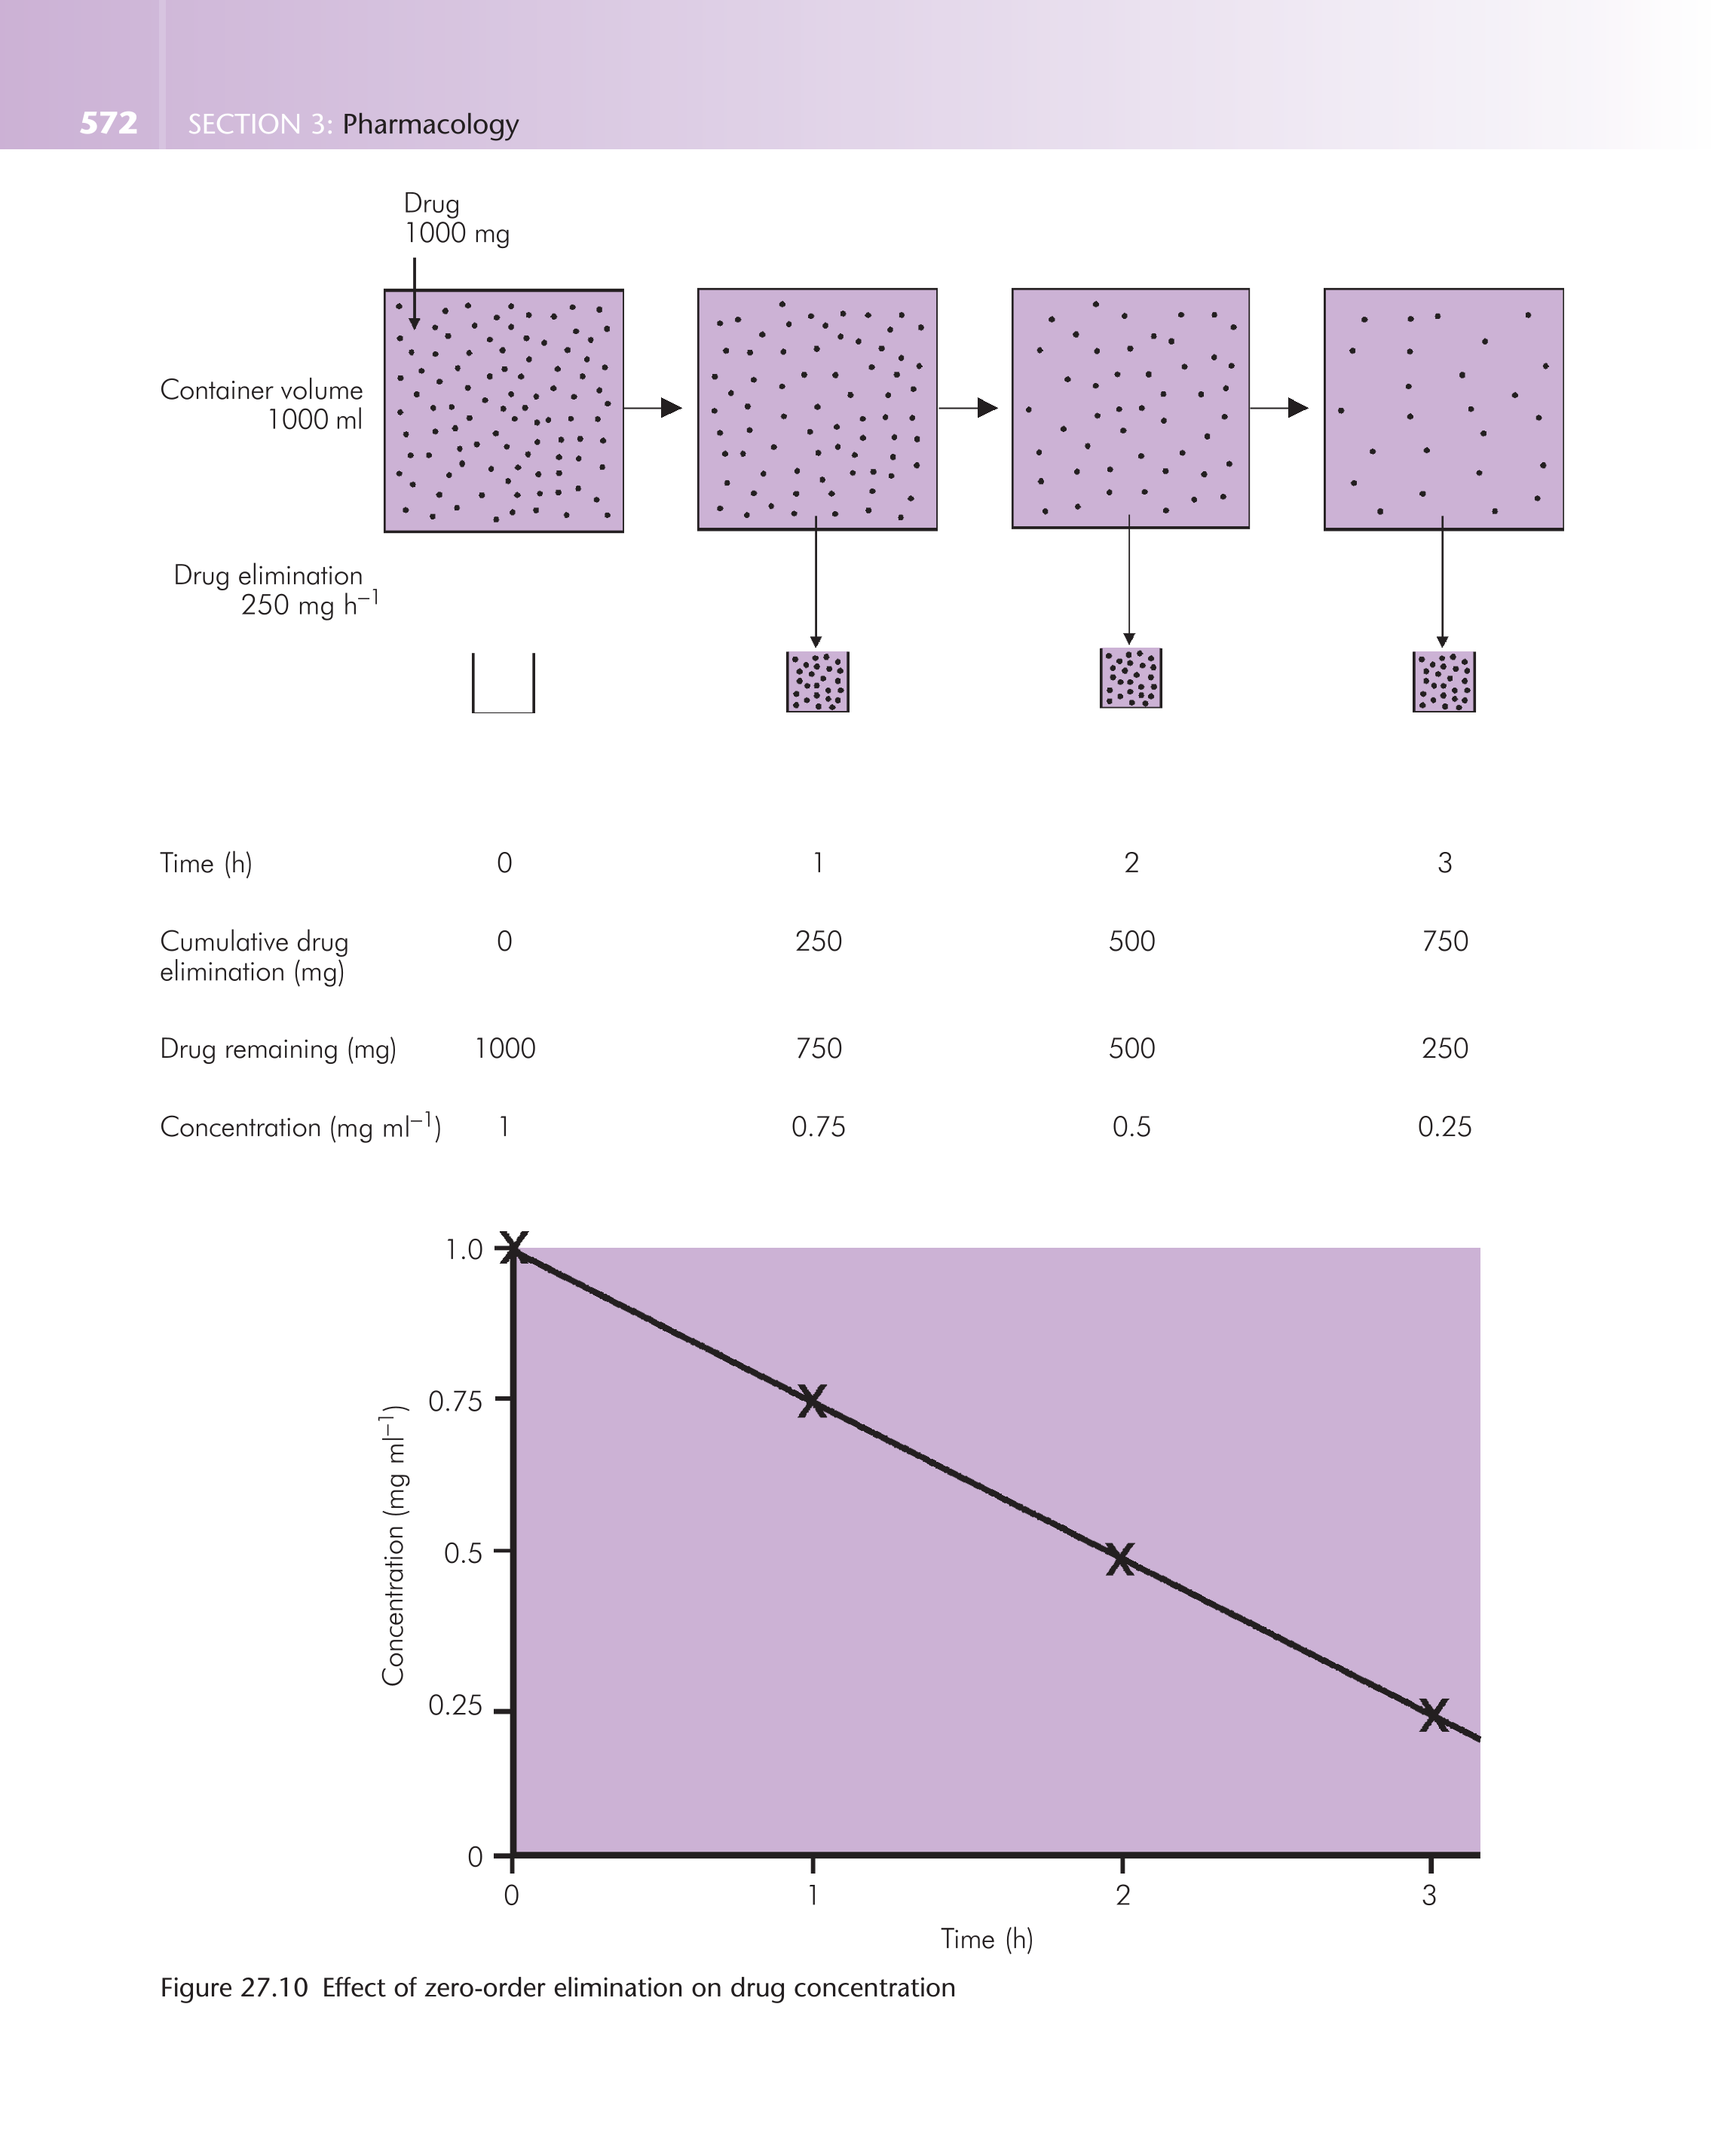 572 SECTION 3: Pharmacology
Drug
1000 mg
Container volume
1000 ml
Drug elimination
250 mg h⁻¹
Time (h) 0 1 2 3
Cumulative drug 0 250 500 750
elimination (mg)
Drug remaining (mg) 1000 750 500 250
Concentration (mg ml⁻¹) 1 0.75 0.5 0.25
1.0
0.75
0.5
0.25
0
Concentration (mg ml⁻¹)
0 1 2 3
Time (h)
Figure 27.10 Effect of zero-order elimination on drug concentration